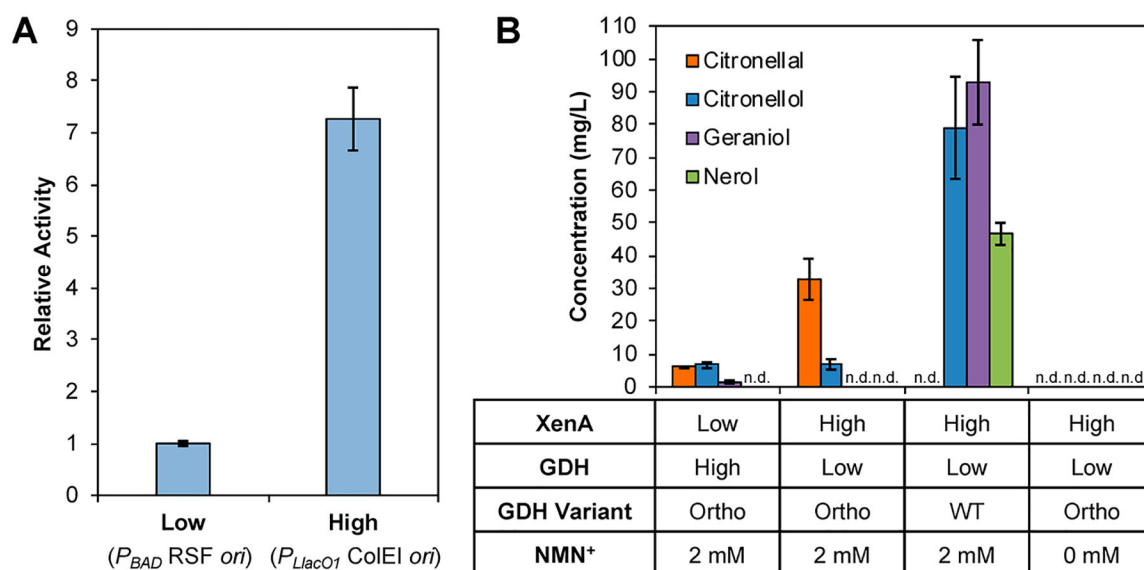 A
Relative Activity
9
8
7
6
5
4
3
2
1
0
Low
High
(PBAD RSF ori)
(PLlacO1 ColEI ori)
B
Concentration (mg/L)
110
100
90
80
70
60
50
40
30
20
10
0
Citronellal
Citronellol
Geraniol
Nerol
n.d.
n.d.n.d.
n.d.
n.d.n.d.n.d.n.d.
XenA Low High High High
GDH High Low Low Low
GDH Variant Ortho Ortho WT Ortho
NMN⁺ 2 mM 2 mM 2 mM 0 mM